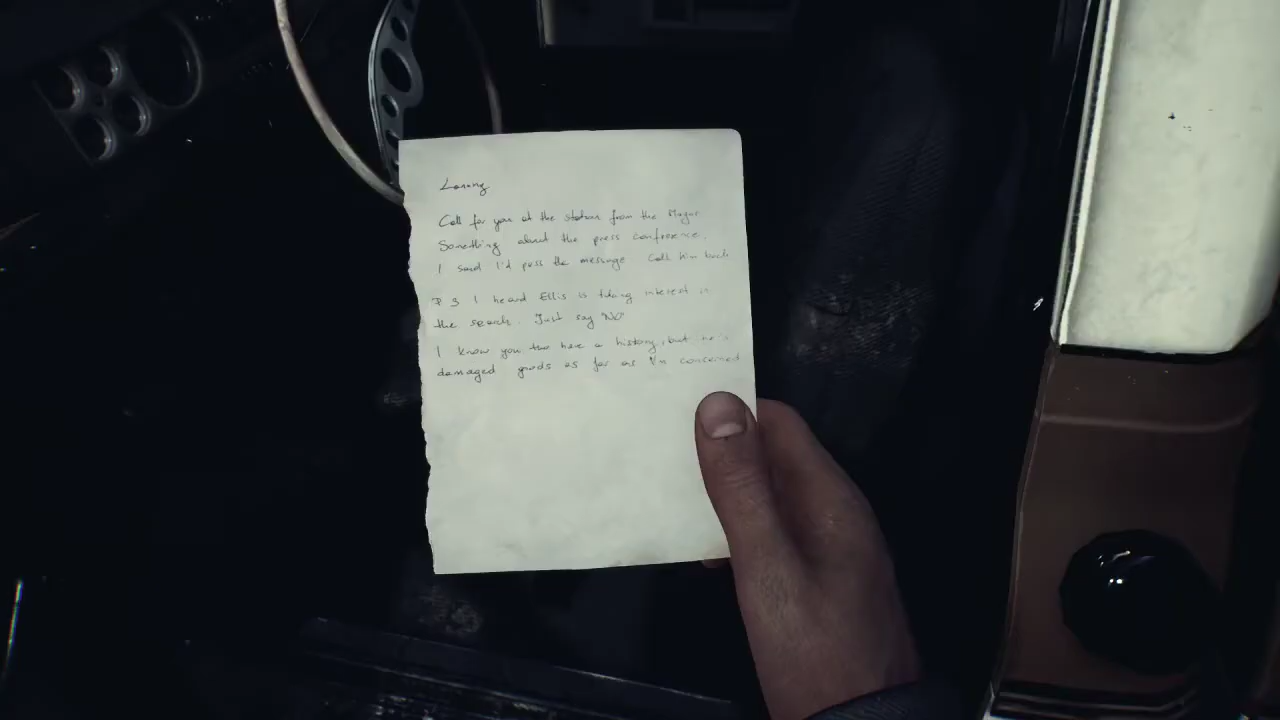 Lanning
Call for you at the station from the Mayor
Something about the press conference.
I said I'd pass the message Call him back
P S I heard Ellis is taking interest in
the search. Just say "NO"
I know you two have a history, but he's
damaged goods as far as I'm concerned